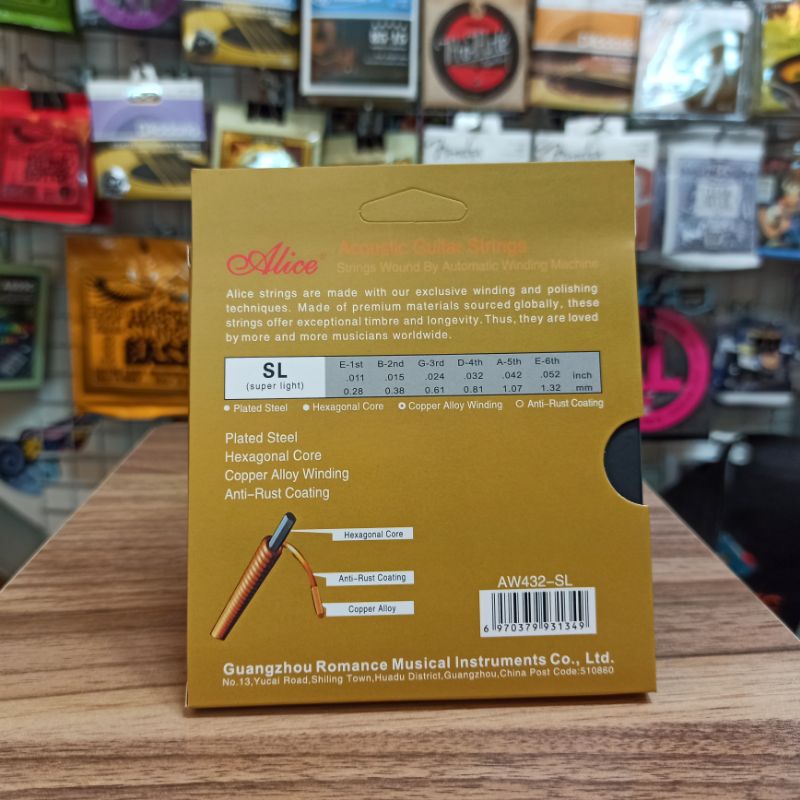 Fender
BASS
Alice®
Acoustic Guitar Strings
Strings Wound By Automatic Winding Machine
Alice strings are made with our exclusive winding and polishing
techniques. Made of premium materials sourced globally, these
strings offer exceptional timbre and longevity. Thus, they are loved
by more and more musicians worldwide.
SL
(super light)
E-1st B-2nd G-3rd D-4th A-5th E-6th
.011 .015 .024 .032 .042 .052 inch
0.28 0.38 0.61 0.81 1.07 1.32 mm
Plated Steel Hexagonal Core Copper Alloy Winding Anti-Rust Coating
Plated Steel
Hexagonal Core
Copper Alloy Winding
Anti-Rust Coating
Hexagonal Core
Anti-Rust Coating
Copper Alloy
AW432-SL
6 970379 931349
Guangzhou Romance Musical Instruments Co., Ltd.
No.13,Yucai Road,Shiling Town,Huadu District,Guangzhou,China Post Code:510860